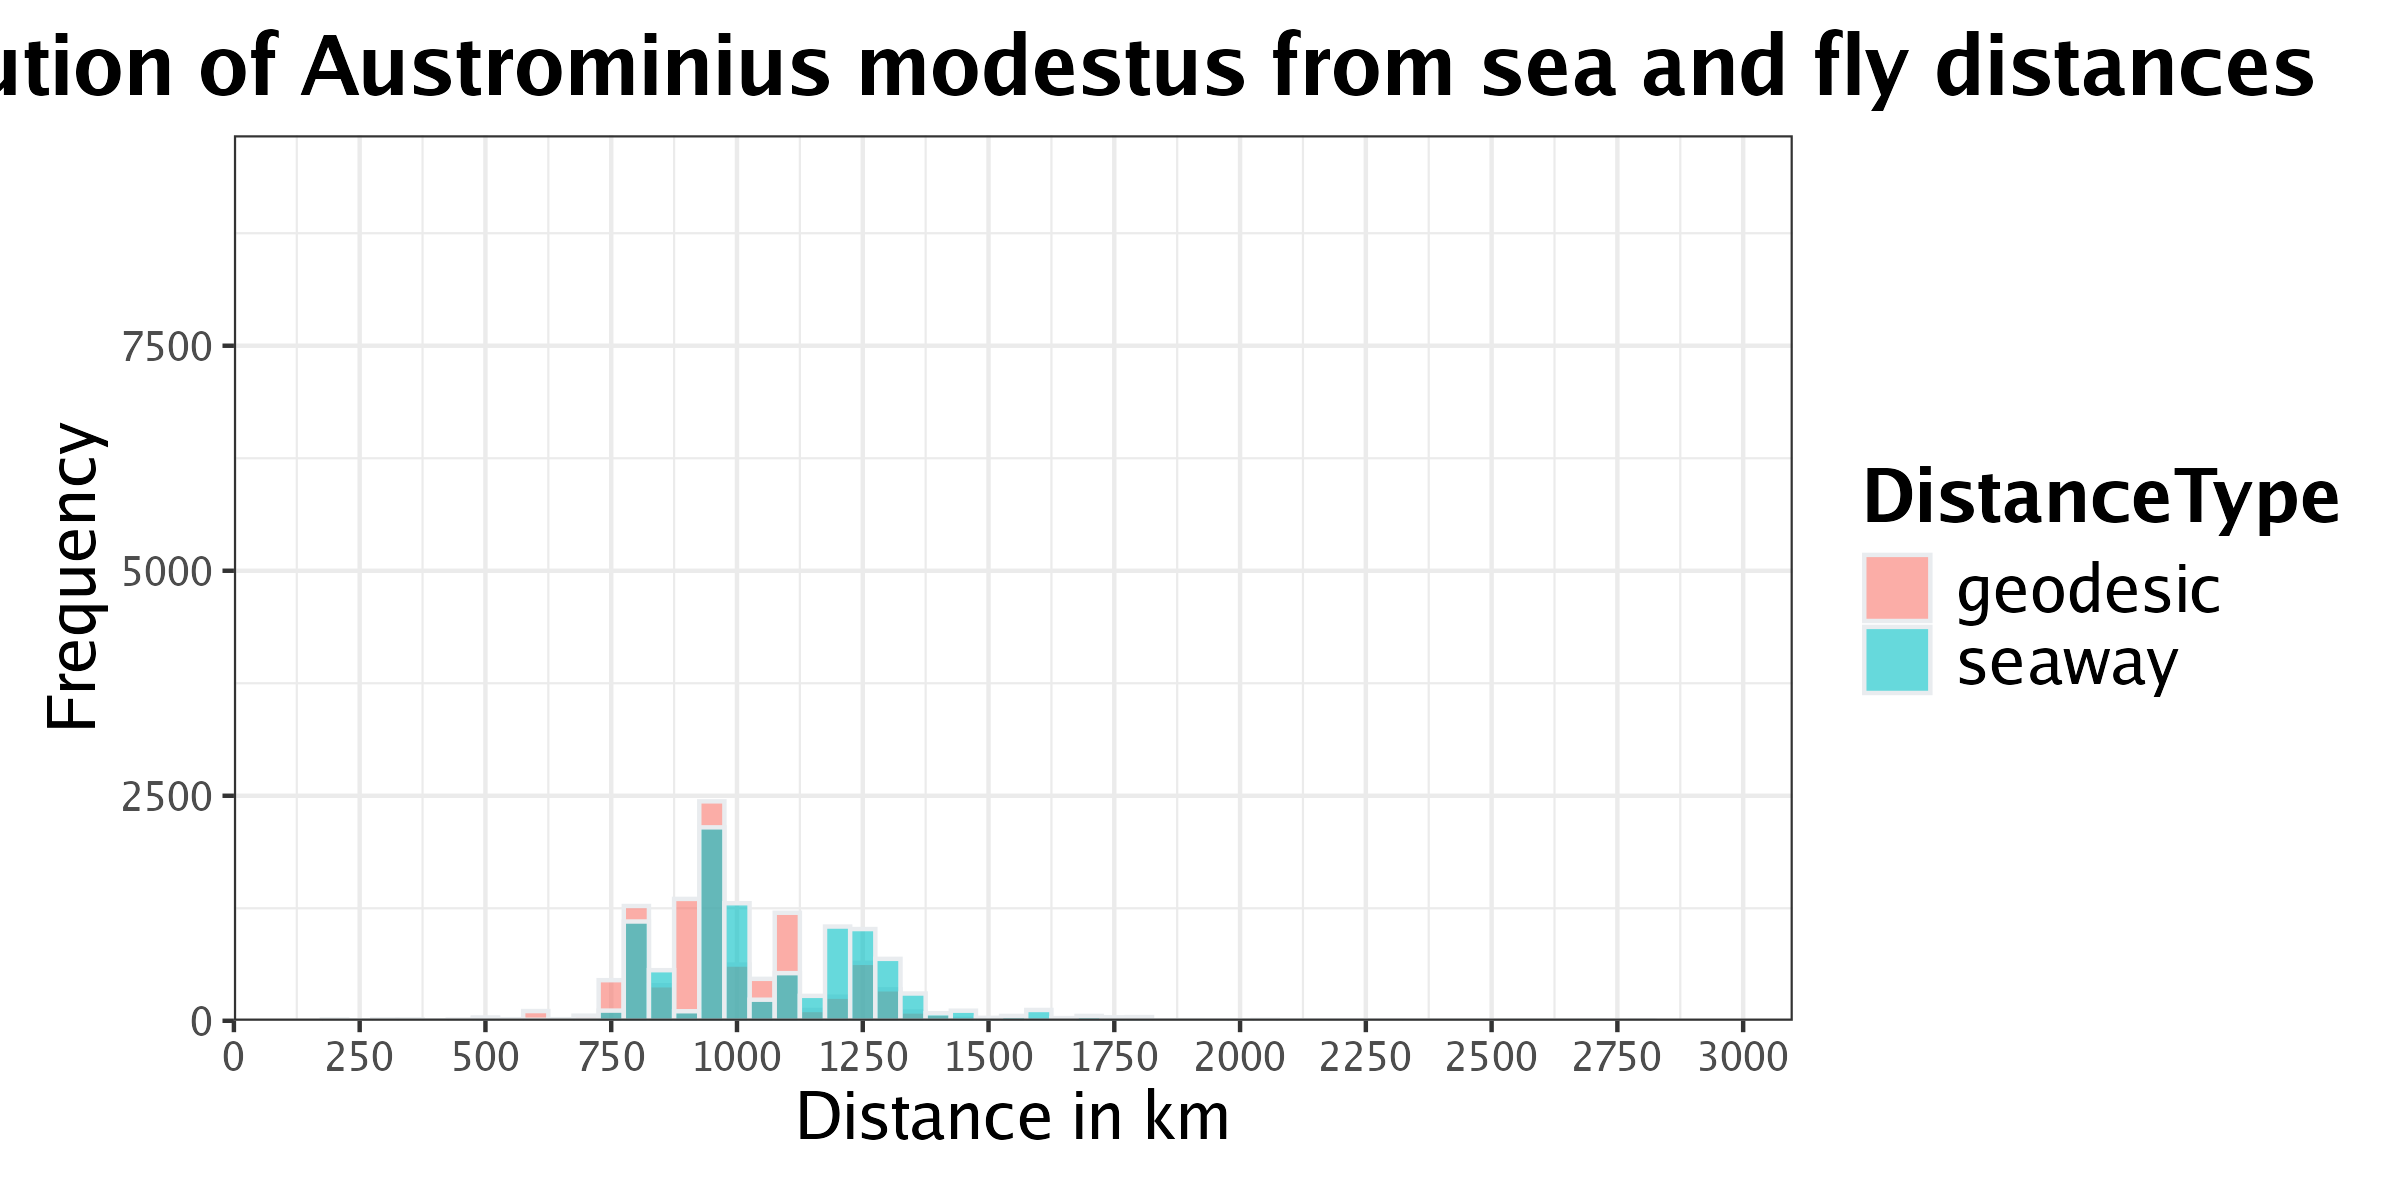 of Austrominius modestus from sea and fly distances
7500
5000
2500
0
Frequency
0 250 500 750 1000 1250 1500 1750 2000 2250 2500 2750 3000
Distance in km
DistanceType
geodesic
seaway